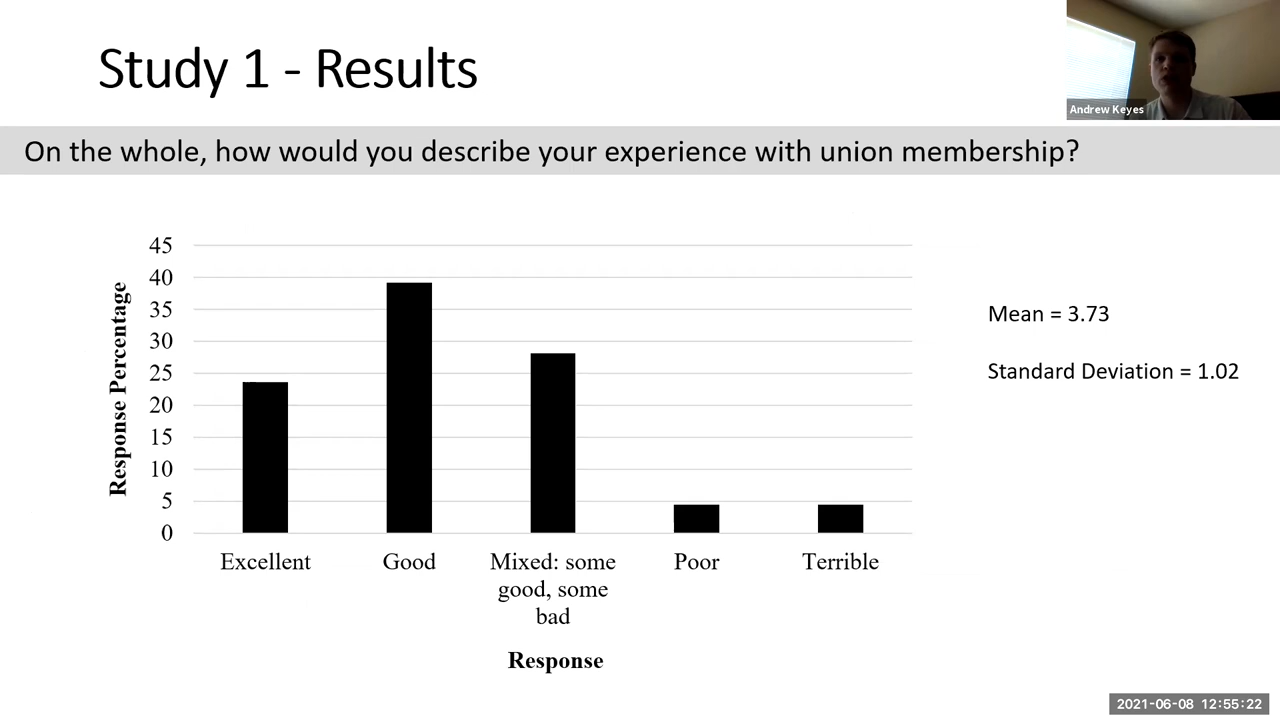 Study 1 - Results
Andrew Keyes
On the whole, how would you describe your experience with union membership?
45
40
35
30
25
20
15
10
5
0
Response Percentage
Excellent
Good
Mixed: some
good, some
bad
Poor
Terrible
Response
Mean = 3.73
Standard Deviation = 1.02
2021-06-08 12:55:22